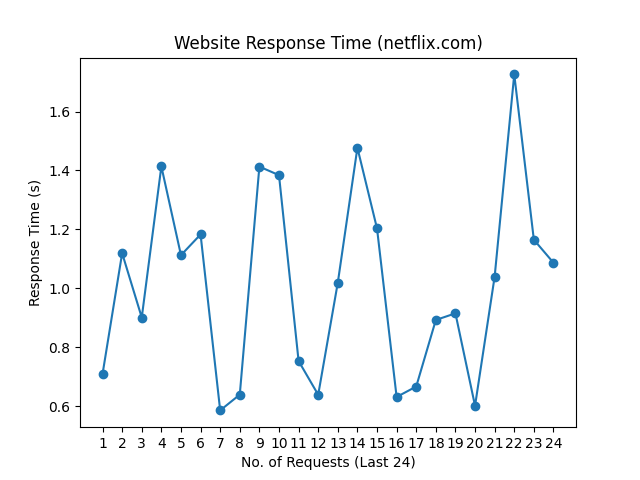 Website Response Time (netflix.com)
1.6
1.4
1.2
1.0
0.8
0.6
Response Time (s)
1 2 3 4 5 6 7 8 9 10 11 12 13 14 15 16 17 18 19 20 21 22 23 24
No. of Requests (Last 24)